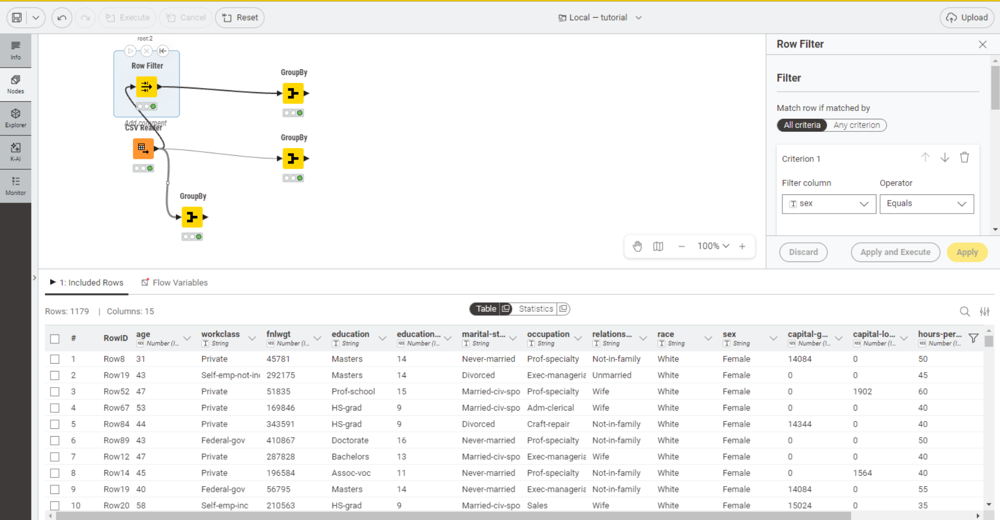 Execute
Cancel
Reset
Local — tutorial
Upload
Info
Nodes
Explorer
K-AI
Monitor
root:2
Row Filter
Add comment
CSV Reader
GroupBy
GroupBy
GroupBy
100%
Row Filter
Filter
Match row if matched by
All criteria Any criterion
Criterion 1
Filter column Operator
T sex Equals
Discard Apply and Execute Apply
1: Included Rows Flow Variables
Rows: 1179 | Columns: 15
Table Statistics
# RowID age workclass fnlwgt education education... marital-st... occupation relations... race sex capital-g... capital-lo... hours-per...
123 Number (I... T String 123 Number (I... T String 123 Number (I... T String T String T String T String T String 123 Number (I... 123 Number (I... 123 Number (I...
1 Row8 31 Private 45781 Masters 14 Never-married Prof-specialty Not-in-family White Female 14084 0 50
2 Row19 43 Self-emp-not-inc 292175 Masters 14 Divorced Exec-manageria Unmarried White Female 0 0 45
3 Row52 47 Private 51835 Prof-school 15 Married-civ-spo Prof-specialty Wife White Female 0 1902 60
4 Row67 53 Private 169846 HS-grad 9 Married-civ-spo Adm-clerical Wife White Female 0 0 40
5 Row84 44 Private 343591 HS-grad 9 Divorced Craft-repair Not-in-family White Female 14344 0 40
6 Row89 43 Federal-gov 410867 Doctorate 16 Never-married Prof-specialty Not-in-family White Female 0 0 50
7 Row12 47 Private 287828 Bachelors 13 Married-civ-spo Exec-manageria Wife White Female 0 0 40
8 Row14 45 Private 196584 Assoc-voc 11 Never-married Prof-specialty Not-in-family White Female 0 1564 40
9 Row19 40 Federal-gov 56795 Masters 14 Never-married Exec-manageria Not-in-family White Female 14084 0 55
10 Row20 58 Self-emp-inc 210563 HS-grad 9 Married-civ-spo Sales Wife White Female 15024 0 35